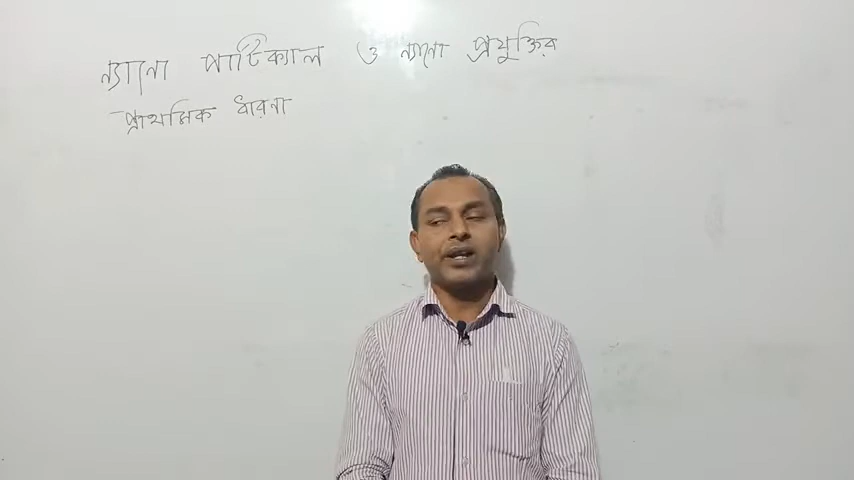 ন্যানো পার্টিক্যাল ও ন্যানো প্রযুক্তির
প্রাথমিক ধারনা